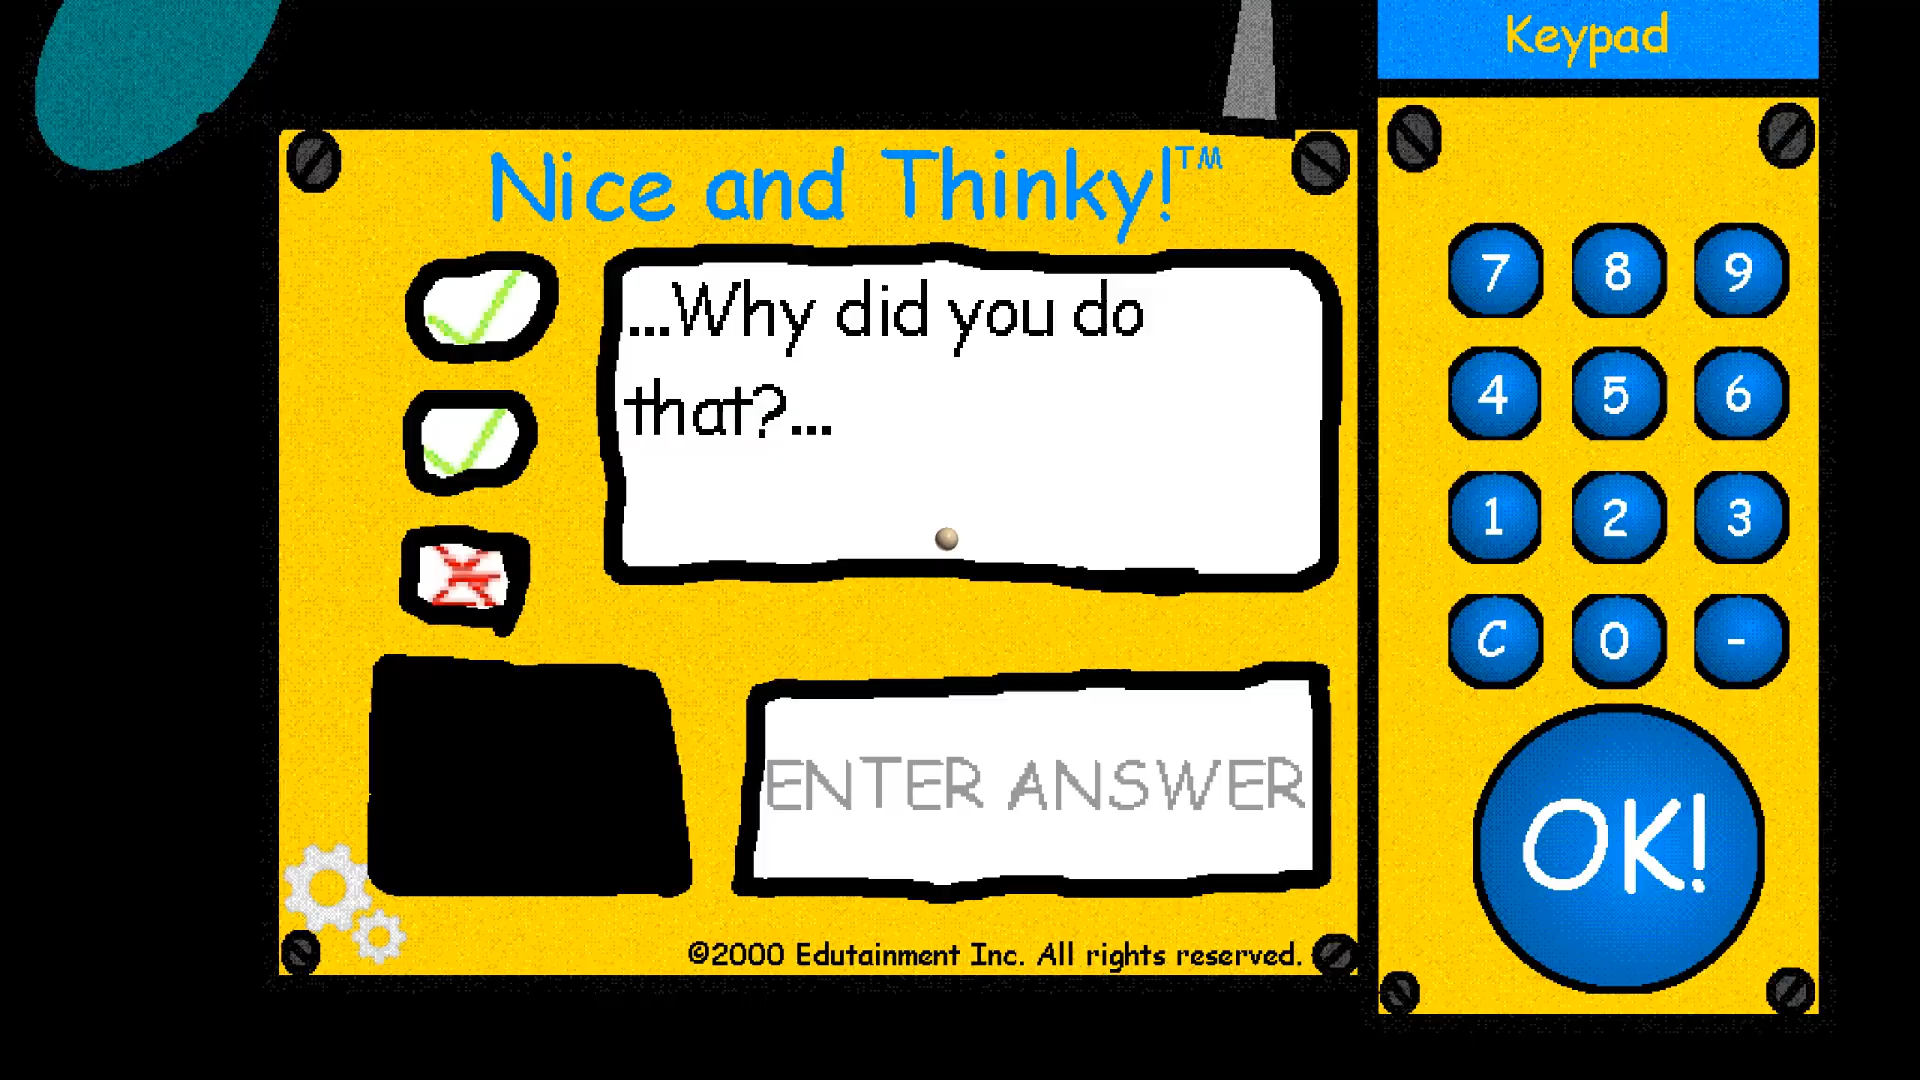 Keypad
Nice and Thinky!™
...Why did you do
that?...
7 8 9
4 5 6
1 2 3
C 0 -
ENTER ANSWER
OK!
©2000 Edutainment Inc. All rights reserved.